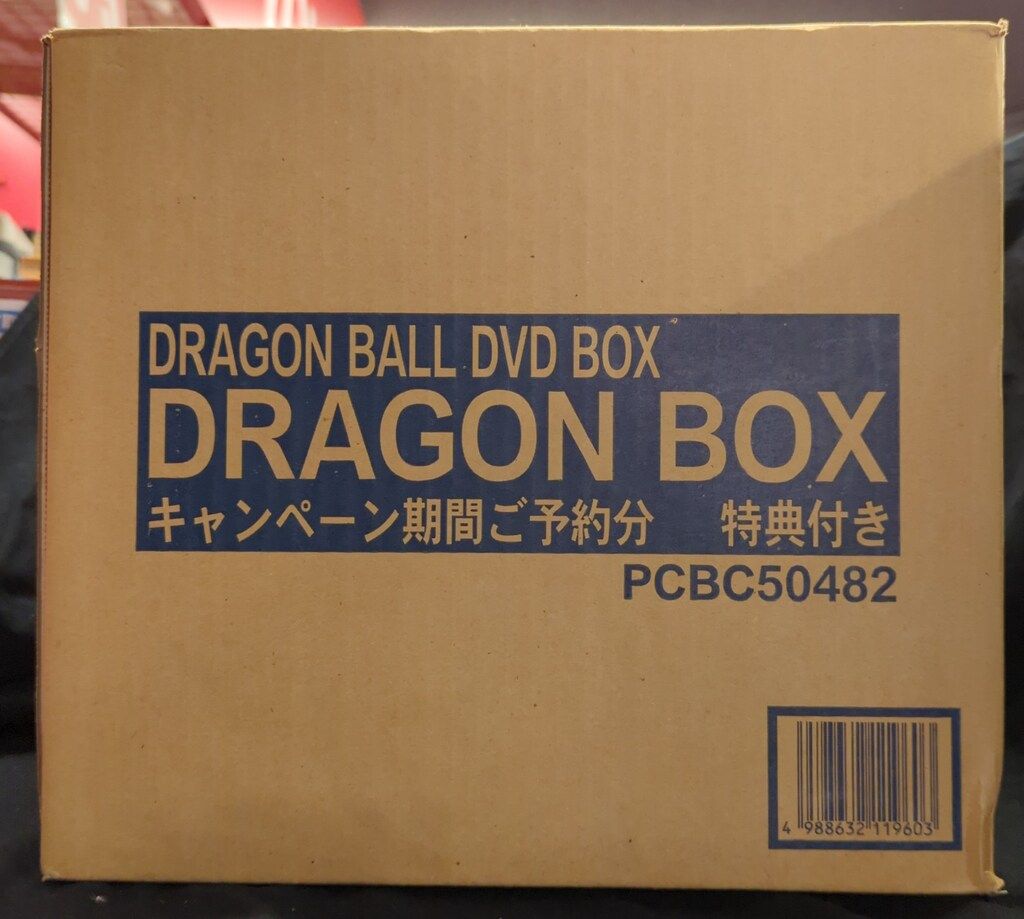 DRAGON BALL DVD BOX
DRAGON BOX
キャンペーン期間ご予約分 特典付き
PCBC50482
4 988632 119603